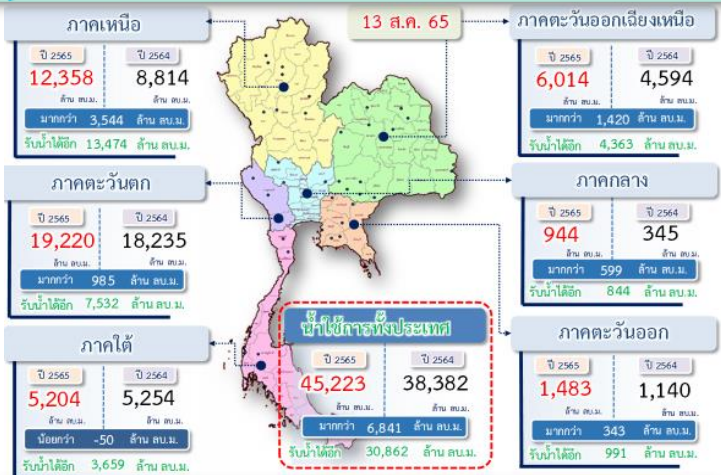 13 ส.ค. 65
ภาคเหนือ
ปี 2565 ปี 2564
12,358 8,814
ล้าน ลบ.ม. ล้าน ลบ.ม.
มากกว่า 3,544 ล้าน ลบ.ม.
รับน้ำได้อีก 13,474 ล้าน ลบ.ม.
ภาคตะวันออกเฉียงเหนือ
ปี 2565 ปี 2564
6,014 4,594
ล้าน ลบ.ม. ล้าน ลบ.ม.
มากกว่า 1,420 ล้าน ลบ.ม.
รับน้ำได้อีก 4,363 ล้าน ลบ.ม.
ภาคตะวันตก
ปี 2565 ปี 2564
19,220 18,235
ล้าน ลบ.ม. ล้าน ลบ.ม.
มากกว่า 985 ล้าน ลบ.ม.
รับน้ำได้อีก 7,532 ล้าน ลบ.ม.
ภาคกลาง
ปี 2565 ปี 2564
944 345
ล้าน ลบ.ม. ล้าน ลบ.ม.
มากกว่า 599 ล้าน ลบ.ม.
รับน้ำได้อีก 844 ล้าน ลบ.ม.
ภาคใต้
ปี 2565 ปี 2564
5,204 5,254
ล้าน ลบ.ม. ล้าน ลบ.ม.
น้อยกว่า -50 ล้าน ลบ.ม.
รับน้ำได้อีก 3,659 ล้าน ลบ.ม.
น้ำใช้การทั้งประเทศ
ปี 2565 ปี 2564
45,223 38,382
ล้าน ลบ.ม. ล้าน ลบ.ม.
มากกว่า 6,841 ล้าน ลบ.ม.
รับน้ำได้อีก 30,862 ล้าน ลบ.ม.
ภาคตะวันออก
ปี 2565 ปี 2564
1,483 1,140
ล้าน ลบ.ม. ล้าน ลบ.ม.
มากกว่า 343 ล้าน ลบ.ม.
รับน้ำได้อีก 991 ล้าน ลบ.ม.